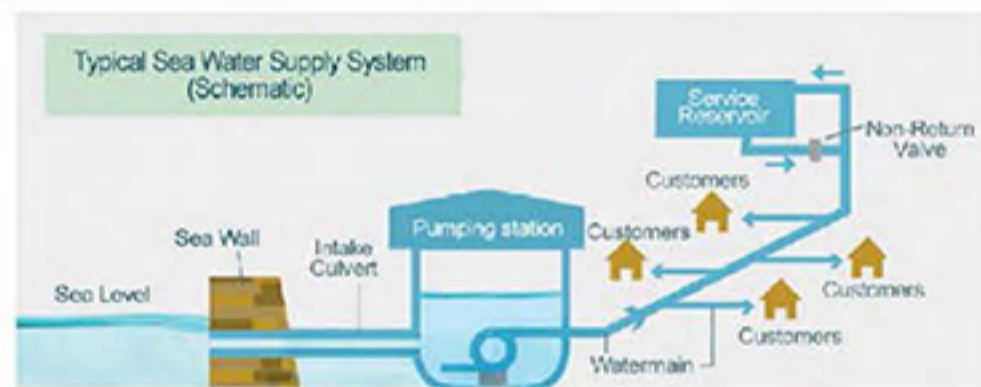 Typical Sea Water Supply System
(Schematic)
Service
Reservoir
Non-Return
Valve
Customers
Pumping station
Customers
Sea Wall
Intake
Culvert
Sea Level
Customers
Customers
Watermain